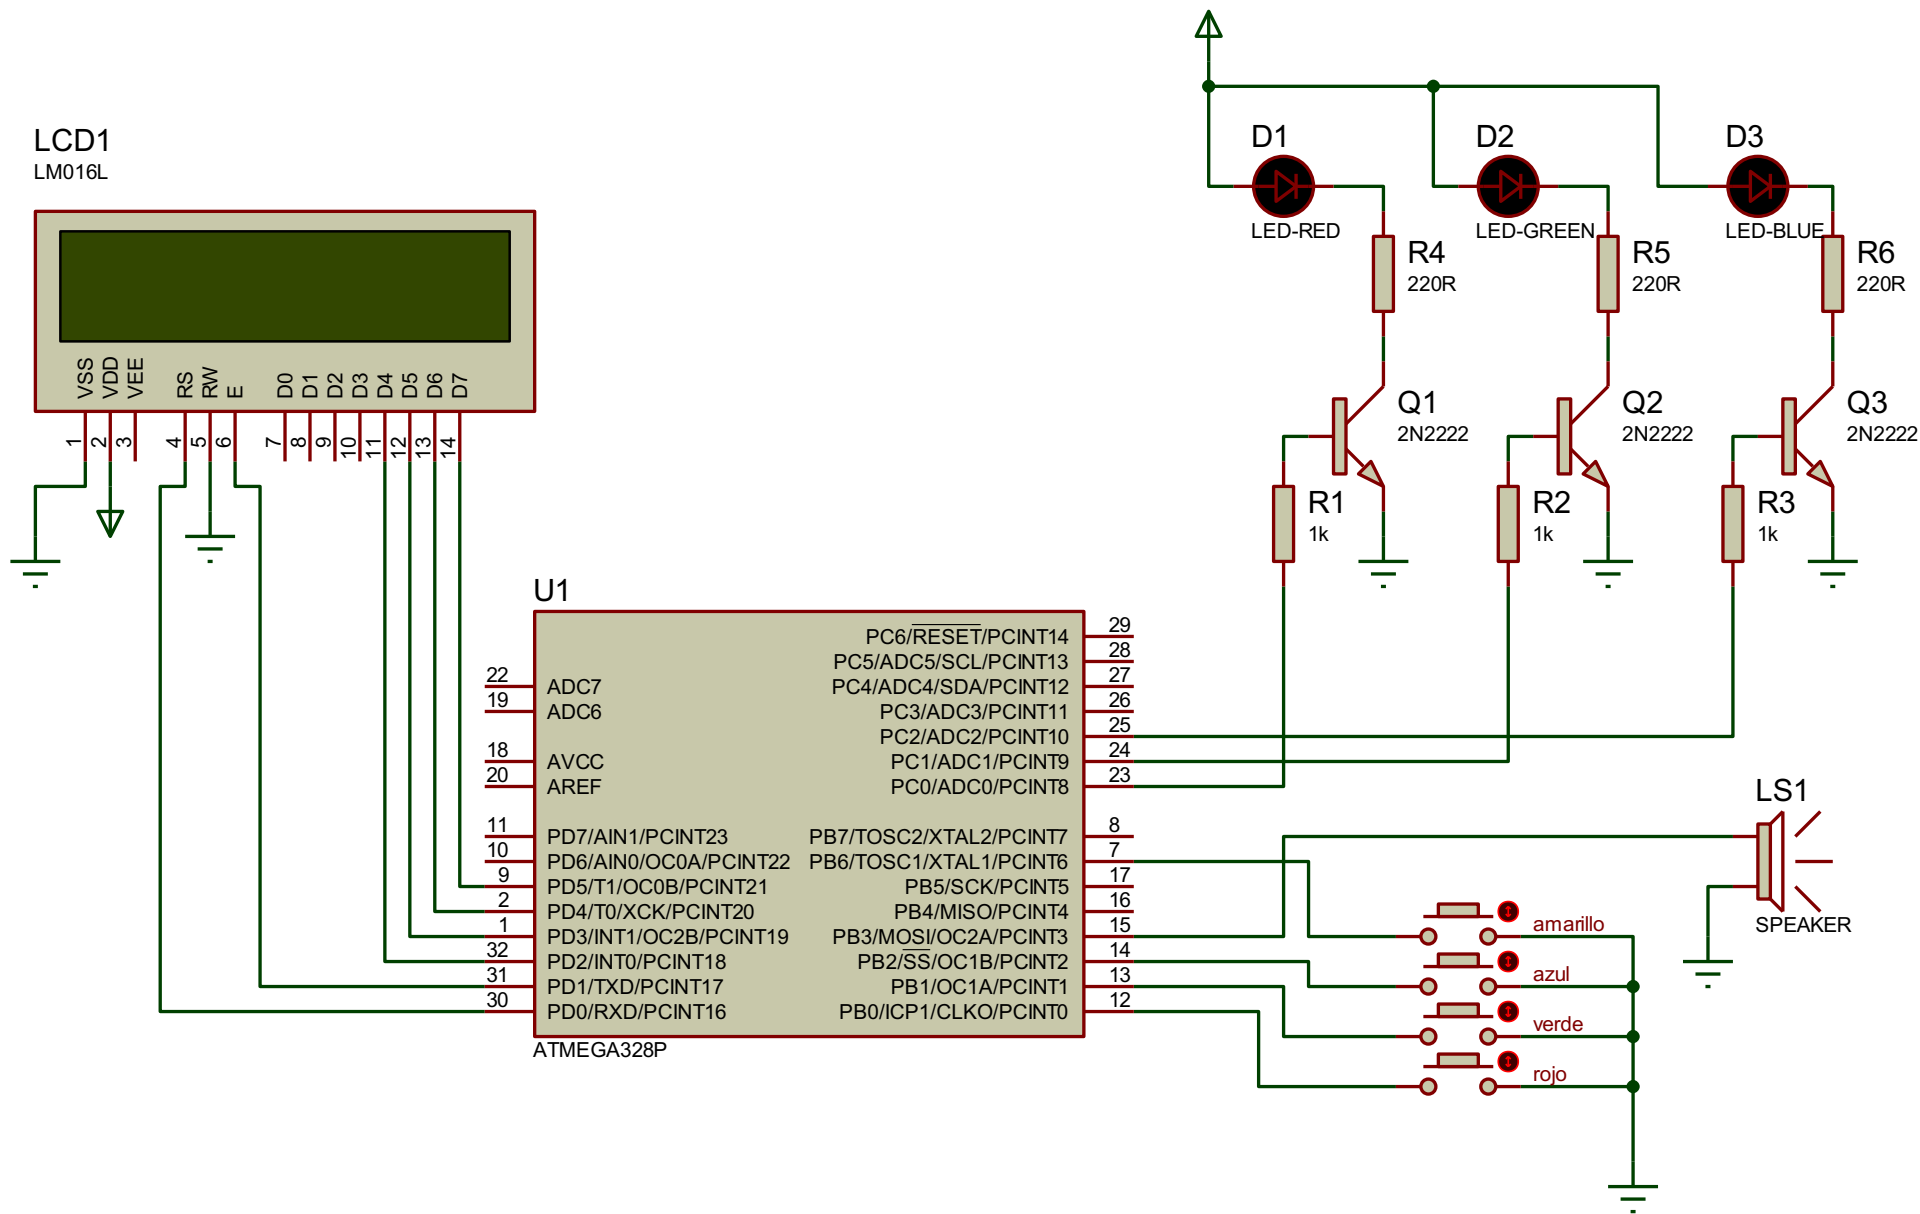 LCD1
LM016L
VSS
VDD
VEE
RS
RW
E
D0
D1
D2
D3
D4
D5
D6
D7
1
2
3
4
5
6
7
8
9
10
11
12
13
14
D1
LED-RED
D2
LED-GREEN
D3
LED-BLUE
R4
220R
R5
220R
R6
220R
Q1
2N2222
Q2
2N2222
Q3
2N2222
R1
1k
R2
1k
R3
1k
U1
22 ADC7
19 ADC6
18 AVCC
20 AREF
11 PD7/AIN1/PCINT23
10 PD6/AIN0/OC0A/PCINT22
9 PD5/T1/OC0B/PCINT21
2 PD4/T0/XCK/PCINT20
1 PD3/INT1/OC2B/PCINT19
32 PD2/INT0/PCINT18
31 PD1/TXD/PCINT17
30 PD0/RXD/PCINT16
PC6/RESET/PCINT14 29
PC5/ADC5/SCL/PCINT13 28
PC4/ADC4/SDA/PCINT12 27
PC3/ADC3/PCINT11 26
PC2/ADC2/PCINT10 25
PC1/ADC1/PCINT9 24
PC0/ADC0/PCINT8 23
PB7/TOSC2/XTAL2/PCINT7 8
PB6/TOSC1/XTAL1/PCINT6 7
PB5/SCK/PCINT5 17
PB4/MISO/PCINT4 16
PB3/MOSI/OC2A/PCINT3 15
PB2/SS/OC1B/PCINT2 14
PB1/OC1A/PCINT1 13
PB0/ICP1/CLKO/PCINT0 12
ATMEGA328P
LS1
SPEAKER
amarillo
azul
verde
rojo